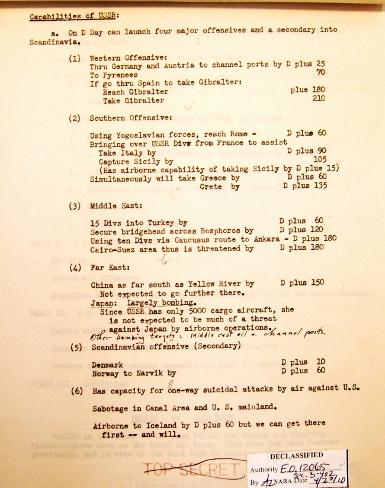 Capabilities of USSR:
a. On D Day can launch four major offensives and a secondary into
Scandinavia.
(1) Western Offensive:
Thru Germany and Austria to channel ports by D plus 25
To Pyrenees 70
If go thru Spain to take Gibralter:
Reach Gibralter plus 180
Take Gibralter 210
(2) Southern Offensive:
Using Yogoslavian forces, reach Rome - D plus 60
Bringing over USSR Divs from France to assist
Take Italy by D plus 90
Capture Sicily by 105
(Has airborne capability of taking Sicily by D plus 15)
Simultaneously will take Greece by D plus 60
Crete by D plus 135
(3) Middle East:
15 Divs into Turkey by D plus 60
Secure bridgehead across Bosphoros by D plus 120
Using ten Divs via Caucusus route to Ankara - D plus 180
Cairo-Suez area thus is threatened by D plus 180
(4) Far East:
China as far south as Yellow River by D plus 150
Not expected to go further there.
Japan: Largely bombing.
Since USSR has only 5000 cargo aircraft, she
is not expected to be much of a threat
against Japan by airborne operations.
Other bombing targets: Middle east oil & channel ports.
(5) Scandinavian offensive (Secondary)
Denmark D plus 10
Norway to Narvik by D plus 60
(6) Has capacity for one-way suicidal attacks by air against U.S.
Sabotage in Canal Area and U. S. mainland.
Airborne to Iceland by D plus 60 but we can get there
first -- and will.
TOP SECRET
DECLASSIFIED
Authority E.O. 12065
By NARA Date